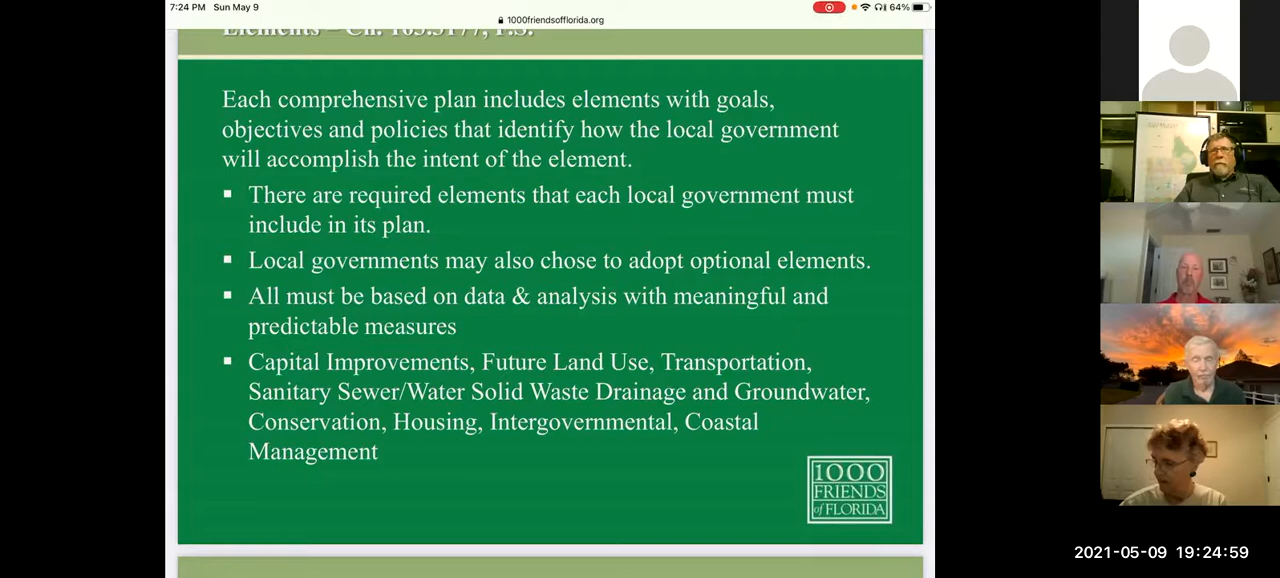 7:24 PM Sun May 9
64%
1000friendsofflorida.org
Elements – Ch. 163.3177, F.S.
Each comprehensive plan includes elements with goals,
objectives and policies that identify how the local government
will accomplish the intent of the element.
▪ There are required elements that each local government must
include in its plan.
▪ Local governments may also chose to adopt optional elements.
▪ All must be based on data & analysis with meaningful and
predictable measures
▪ Capital Improvements, Future Land Use, Transportation,
Sanitary Sewer/Water Solid Waste Drainage and Groundwater,
Conservation, Housing, Intergovernmental, Coastal
Management
1000
FRIENDS
of FLORIDA
2021-05-09 19:24:59